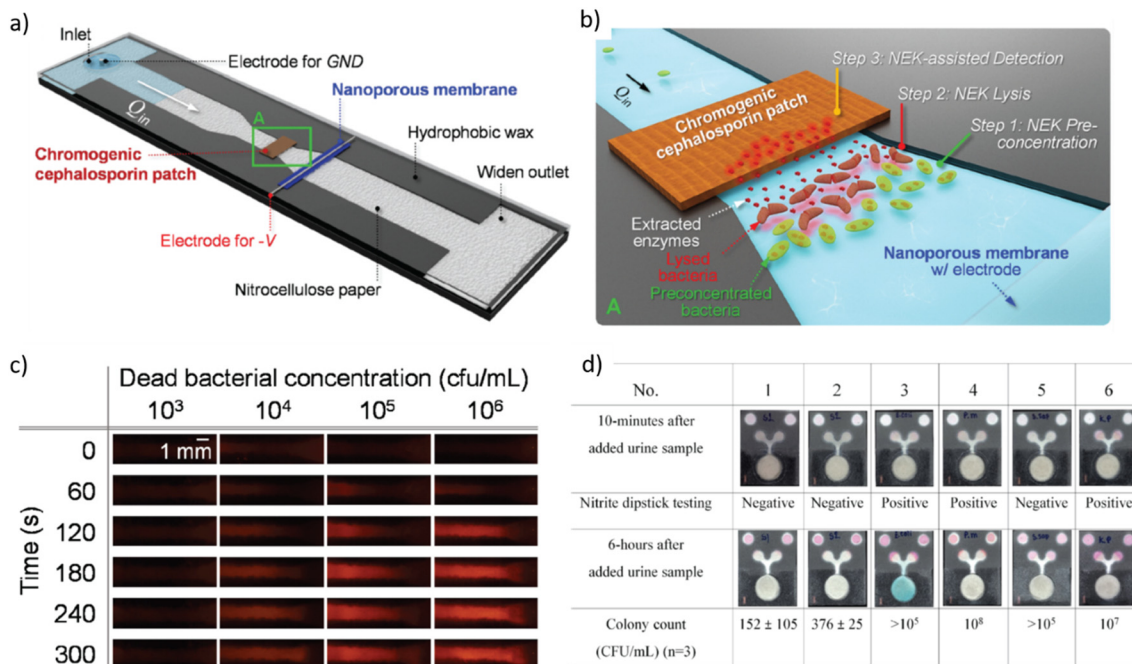 a)
Inlet
Electrode for GND
Qin
A
Nanoporous membrane
Hydrophobic wax
Chromogenic
cephalosporin patch
Widen outlet
Electrode for -V
Nitrocellulose paper
b)
Qin
Step 3: NEK-assisted Detection
Step 2: NEK Lysis
Step 1: NEK Pre-
concentration
Chromogenic
cephalosporin patch
Extracted
enzymes
Lysed
bacteria
Preconcentrated
bacteria
Nanoporous membrane
w/ electrode
A
c)
Dead bacterial concentration (cfu/mL)
10³ 10⁴ 10⁵ 10⁶
Time (s)
0
1 mm
60
120
180
240
300
d)
No. 1 2 3 4 5 6
10-minutes after
added urine sample
Nitrite dipstick testing Negative Negative Positive Positive Negative Positive
6-hours after
added urine sample
Colony count
(CFU/mL) (n=3)
152 ± 105 376 ± 25 >10⁵ 10⁸ >10⁵ 10⁷